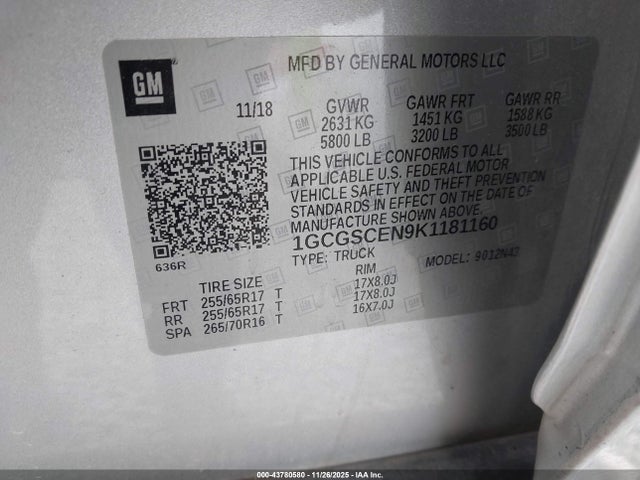 GM
MFD BY GENERAL MOTORS LLC
11/18 GVWR GAWR FRT GAWR RR
2631 KG 1451 KG 1588 KG
5800 LB 3200 LB 3500 LB
THIS VEHICLE CONFORMS TO ALL
APPLICABLE U.S. FEDERAL MOTOR
VEHICLE SAFETY AND THEFT PREVENTION
STANDARDS IN EFFECT ON THE DATE OF
MANUFACTURE SHOWN ABOVE.
1GCGSCEN9K1181160
TYPE: TRUCK MODEL: 9012N43
636R
TIRE SIZE RIM
FRT 255/65R17 T 17X8.0J
RR 255/65R17 T 17X8.0J
SPA 265/70R16 T 16X7.0J
000-43780580 - 11/26/2025 - IAA Inc.